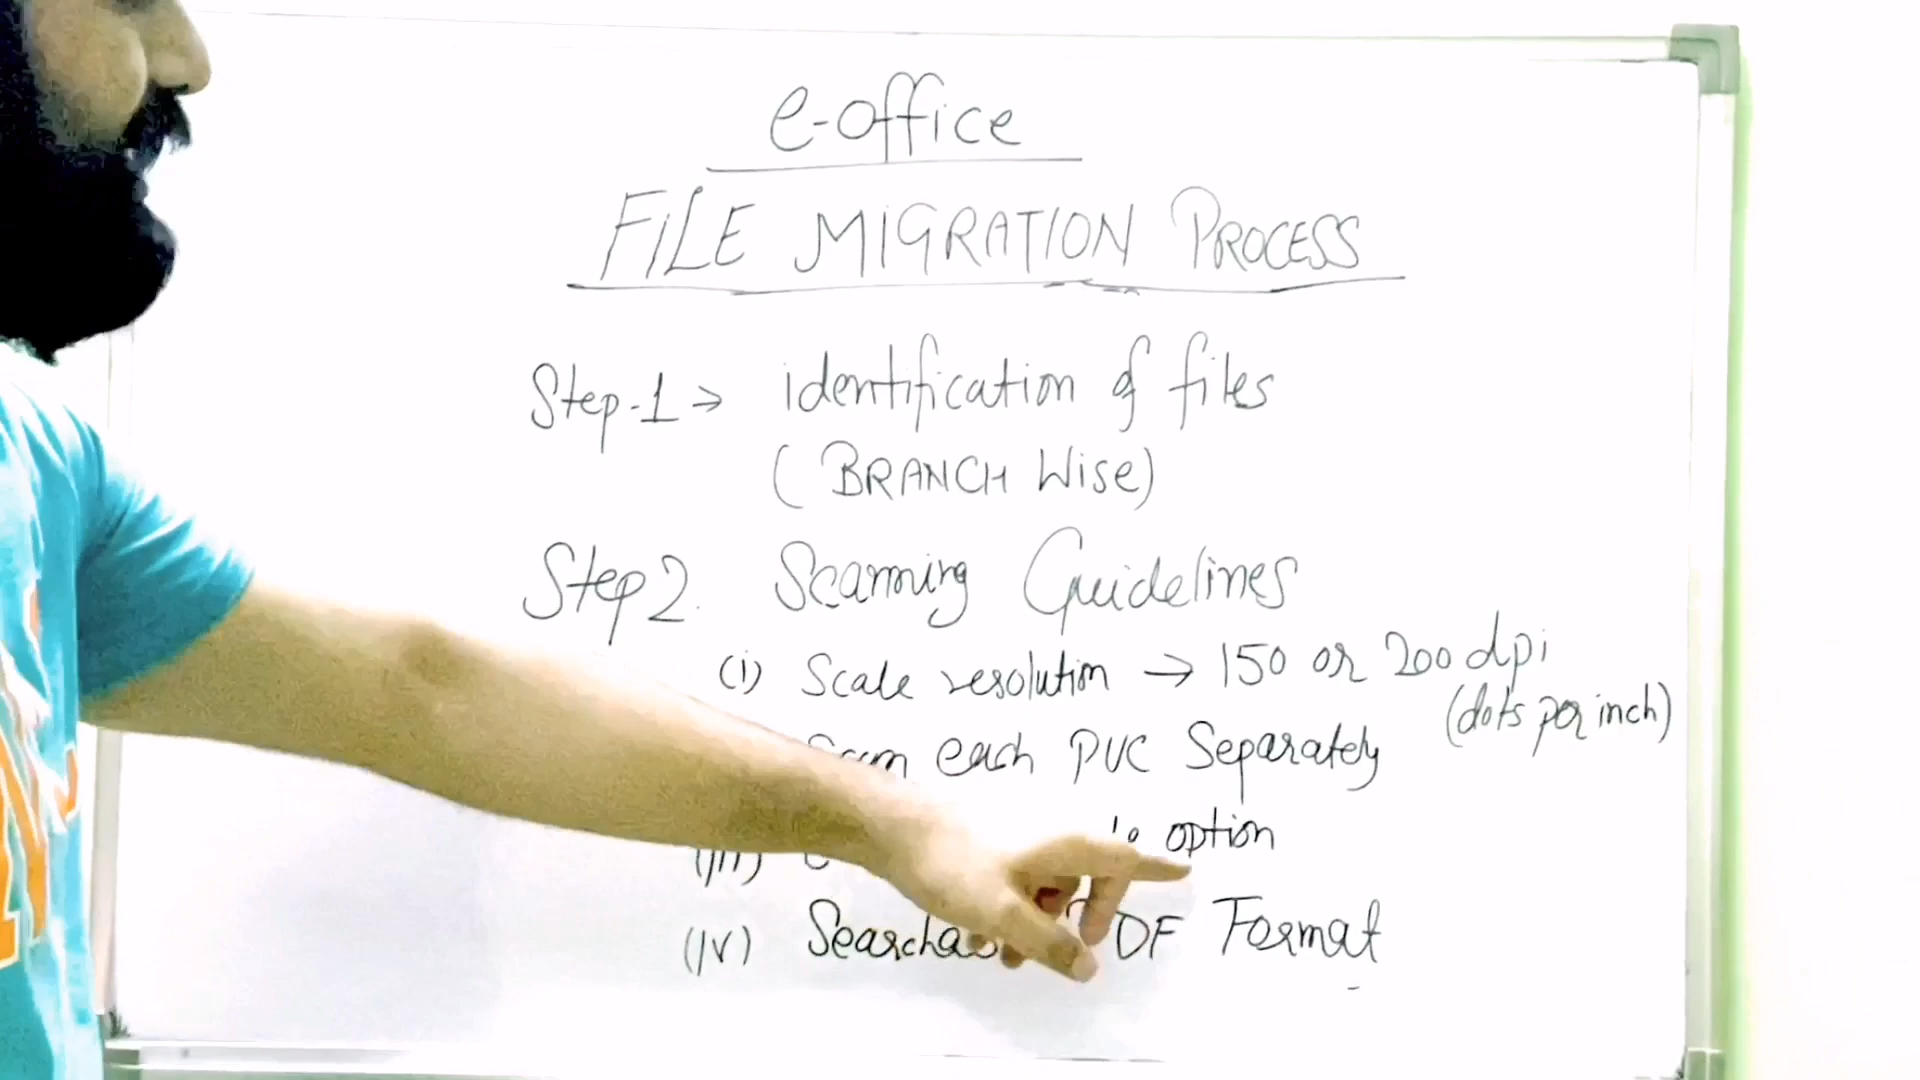 e-office
FILE MIGRATION PROCESS
Step-1 → identification of files
(BRANCH Wise)
Step 2. Scanning Guidelines
(i) Scale resolution → 150 or 200 dpi
(dots per inch)
each PUC Separately
(iii) option
(iv) Format